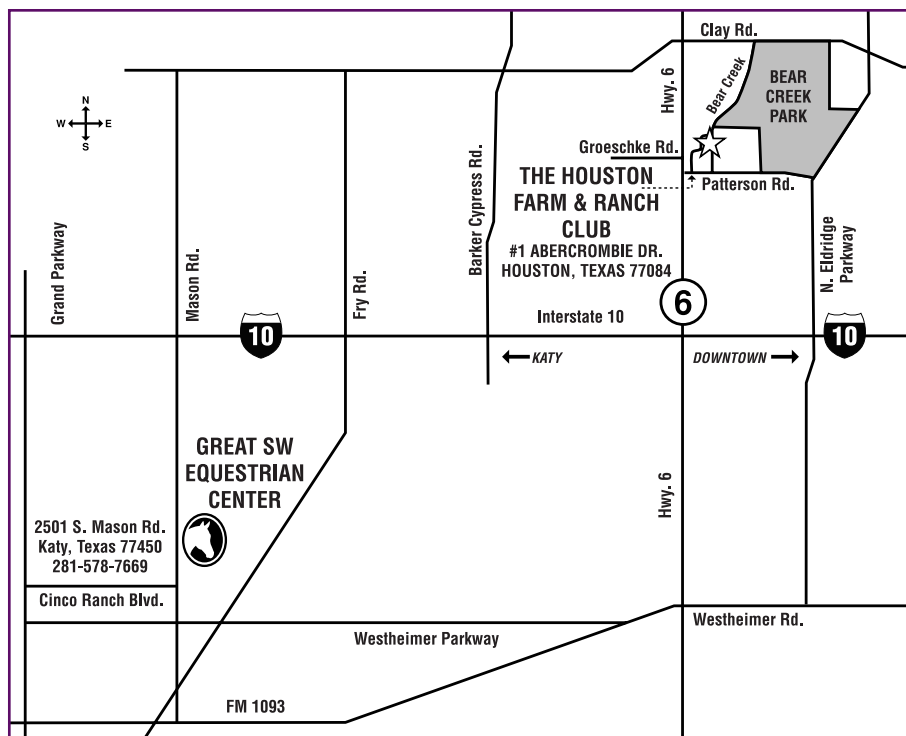 Clay Rd.
Hwy. 6
Bear Creek
BEAR
CREEK
PARK
N
W E
S
Groeschke Rd.
Patterson Rd.
THE HOUSTON
FARM & RANCH
CLUB
#1 ABERCROMBIE DR.
HOUSTON, TEXAS 77084
Barker Cypress Rd.
Grand Parkway
Mason Rd.
Fry Rd.
N. Eldridge
Parkway
6
Interstate 10
10
10
KATY
DOWNTOWN
GREAT SW
EQUESTRIAN
CENTER
Hwy. 6
2501 S. Mason Rd.
Katy, Texas 77450
281-578-7669
Cinco Ranch Blvd.
Westheimer Rd.
Westheimer Parkway
FM 1093